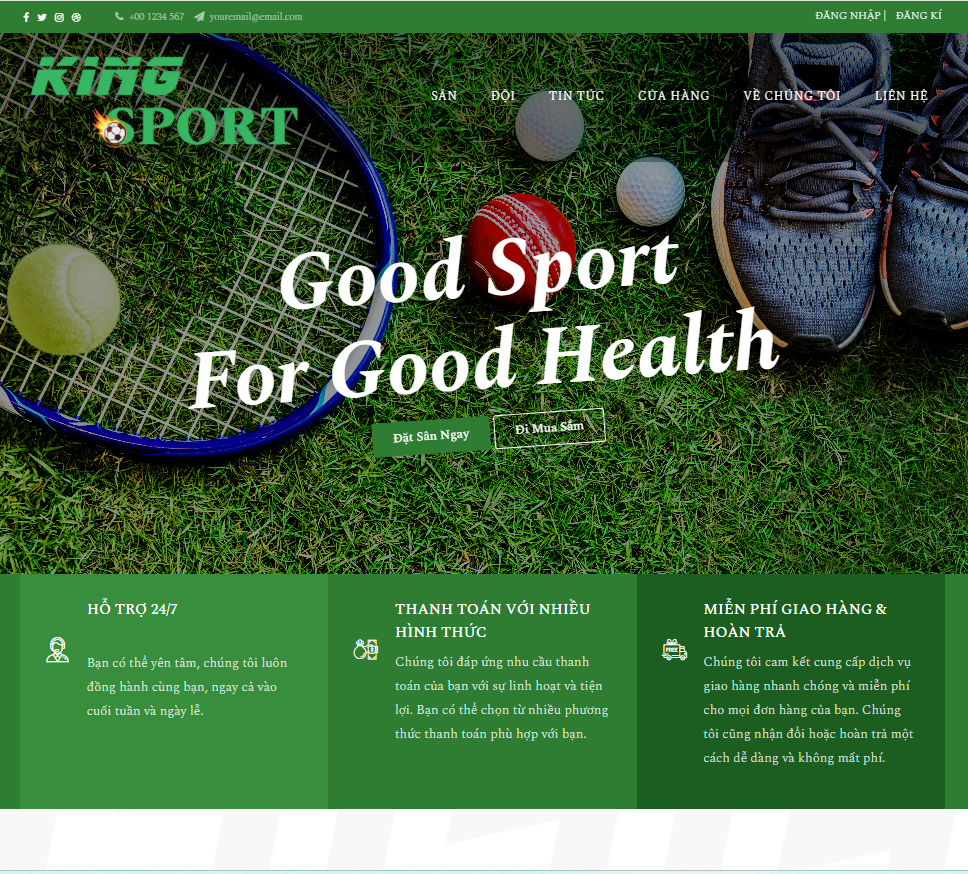 +00 1234 567 youremail@email.com ĐĂNG NHẬP | ĐĂNG KÍ
KING
SPORT
SÂN ĐỘI TIN TỨC CỬA HÀNG VỀ CHÚNG TÔI LIÊN HỆ
Good Sport
For Good Health
Đặt Sân Ngay Đi Mua Sắm
HỖ TRỢ 24/7
Bạn có thể yên tâm, chúng tôi luôn
đồng hành cùng bạn, ngay cả vào
cuối tuần và ngày lễ.
THANH TOÁN VỚI NHIỀU
HÌNH THỨC
Chúng tôi đáp ứng nhu cầu thanh
toán của bạn với sự linh hoạt và tiện
lợi. Bạn có thể chọn từ nhiều phương
thức thanh toán phù hợp với bạn.
FREE
MIỄN PHÍ GIAO HÀNG &
HOÀN TRẢ
Chúng tôi cam kết cung cấp dịch vụ
giao hàng nhanh chóng và miễn phí
cho mọi đơn hàng của bạn. Chúng
tôi cũng nhận đổi hoặc hoàn trả một
cách dễ dàng và không mất phí.